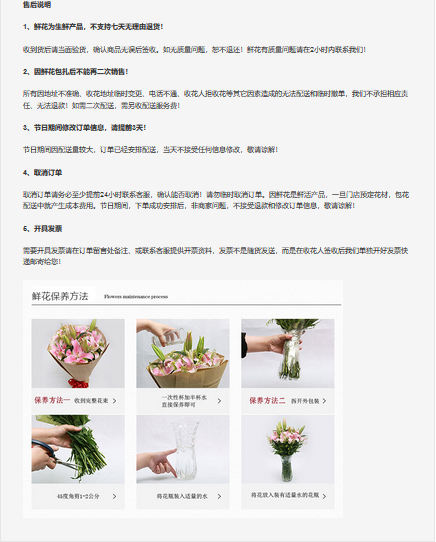 售后说明
1、鲜花为生鲜产品，不支持七天无理由退货！
收到货后请当面验货，确认商品无误后签收。如无质量问题，恕不退还！鲜花有质量问题请在2小时内联系我们！
2、因鲜花包扎后不能再二次销售！
所有因地址不准确、收花地址临时变更、电话不通、收花人拒收花等其它因素造成的无法配送和临时撤单，我们不承担相应责
任、无法退款！如需二次配送，需另收配送服务费！
3、节日期间修改订单信息，请提前3天！
节日期间因配送量较大，订单已经安排配送，当天不接受任何信息修改，敬请谅解！
4、取消订单
取消订单请务必至少提前24小时联系客服，确认能否取消！请勿临时取消订单。因鲜花是鲜活产品，一旦门店预定花材，包花
配送中就产生成本费用。节日期间，下单成功安排后，非商家问题，不接受退款和修改订单信息，敬请谅解！
5、开具发票
需要开具发票请在订单留言处备注、或联系客服提供开票资料，发票不是随货发送，而是在收花人签收后我们单独开好发票快
递邮寄给您！
鲜花保养方法 Flowers maintenance process
保养方法一 收到完整花束
一次性杯加半杯水
直接保养即可
保养方法二 拆开外包装
45度角剪1-2公分
将花瓶装入适量的水
将花放入装有适量水的花瓶